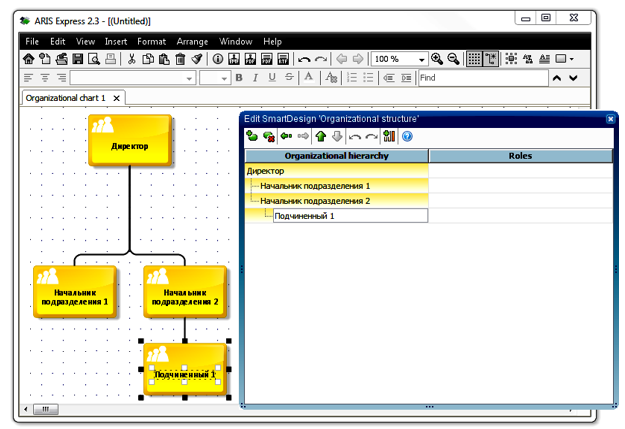 ARIS Express 2.3 - [(Untitled)]
File Edit View Insert Format Arrange Window Help
100 %
B I U S A
Find
Organizational chart 1
Директор
Начальник
подразделения 1
Начальник
подразделения 2
Подчиненный 1
Edit SmartDesign 'Organizational structure'
Organizational hierarchy Roles
Директор
Начальник подразделения 1
Начальник подразделения 2
Подчиненный 1